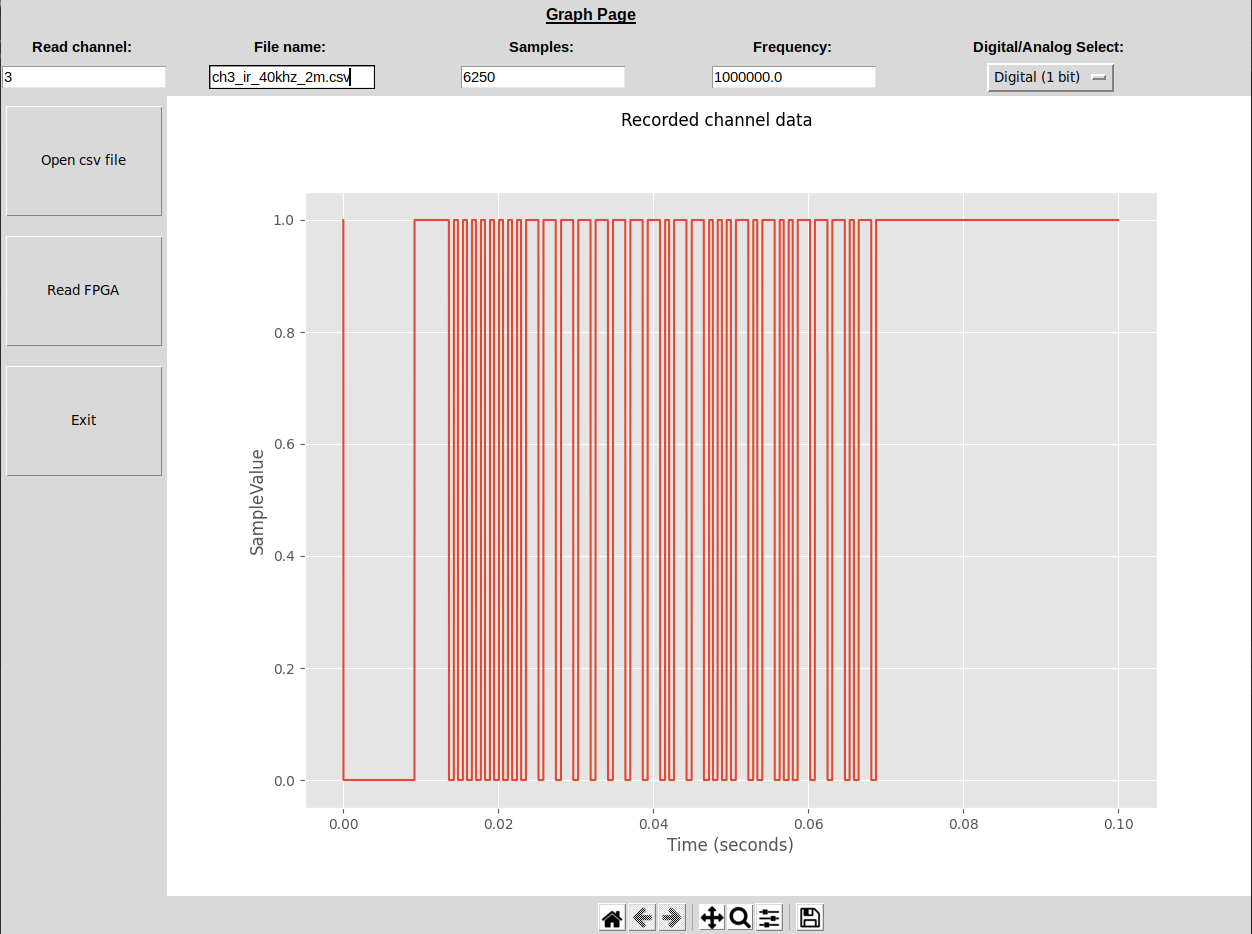 Graph Page
Read channel: File name: Samples: Frequency: Digital/Analog Select:
3 ch3_ir_40khz_2m.csv 6250 1000000.0 Digital (1 bit)
Open csv file
Read FPGA
Exit
Recorded channel data
1.0
0.8
0.6
0.4
0.2
0.0
SampleValue
0.00 0.02 0.04 0.06 0.08 0.10
Time (seconds)